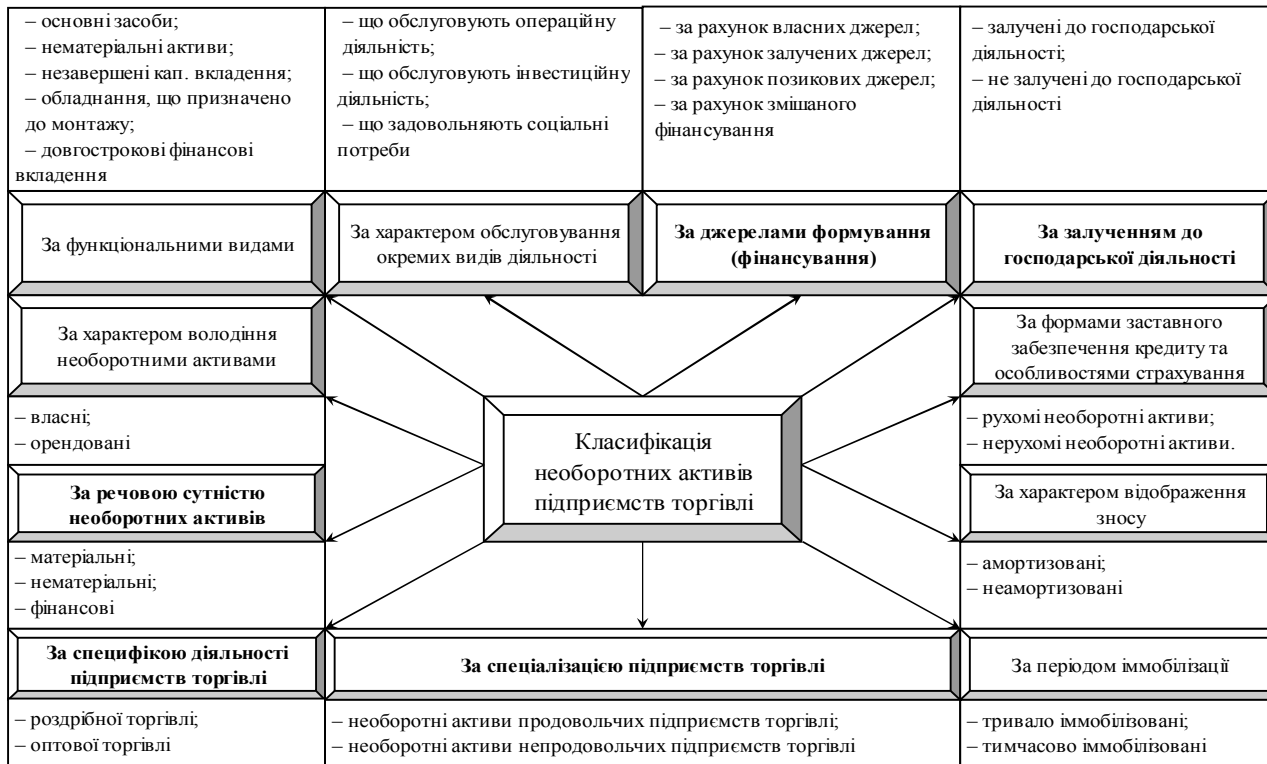 – основні засоби;
– нематеріальні активи;
– незавершені кап. вкладення;
– обладнання, що призначено
до монтажу;
– довгострокові фінансові
вкладення
– що обслуговують операційну
діяльність;
– що обслуговують інвестиційну
діяльність;
– що задовольняють соціальні
потреби
– за рахунок власних джерел;
– за рахунок залучених джерел;
– за рахунок позикових джерел;
– за рахунок змішаного
фінансування
– залучені до господарської
діяльності;
– не залучені до господарської
діяльності
За функціональними видами
За характером обслуговування
окремих видів діяльності
За джерелами формування
(фінансування)
За залученням до
господарської діяльності
За характером володіння
необоротними активами
За формами заставного
забезпечення кредиту та
особливостями страхування
– власні;
– орендовані
Класифікація
необоротних активів
підприємств торгівлі
– рухомі необоротні активи;
– нерухомі необоротні активи.
За речовою сутністю
необоротних активів
За характером відображення
зносу
– матеріальні;
– нематеріальні;
– фінансові
– амортизовані;
– неамортизовані
За специфікою діяльності
підприємств торгівлі
За спеціалізацією підприємств торгівлі
За періодом іммобілізації
– роздрібної торгівлі;
– оптової торгівлі
– необоротні активи продовольчих підприємств торгівлі;
– необоротні активи непродовольчих підприємств торгівлі
– тривало іммобілізовані;
– тимчасово іммобілізовані